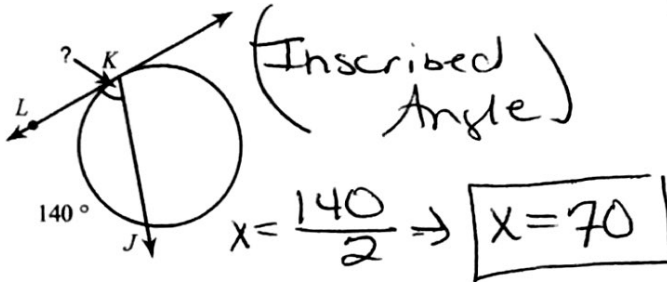 ?
K
L
140 °
J
(Inscribed
Angle)
x = 140/2 → x = 70